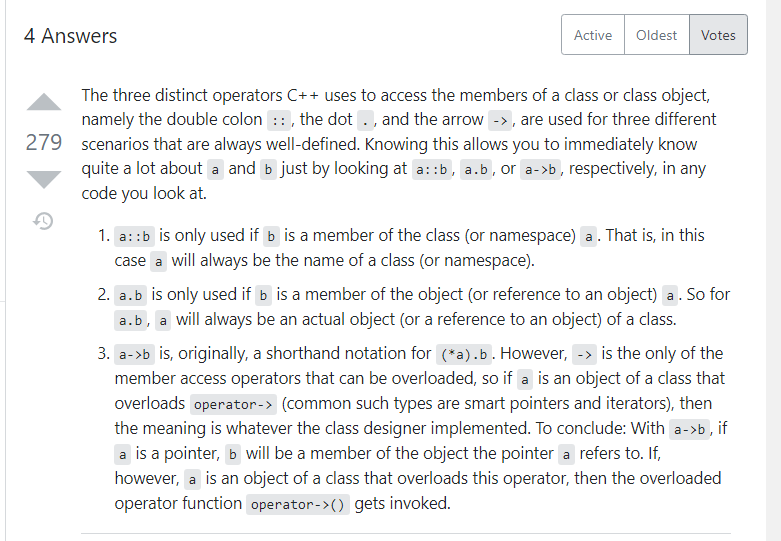 4 Answers
Active Oldest Votes
279
The three distinct operators C++ uses to access the members of a class or class object,
namely the double colon ::, the dot ., and the arrow ->, are used for three different
scenarios that are always well-defined. Knowing this allows you to immediately know
quite a lot about a and b just by looking at a::b, a.b, or a->b, respectively, in any
code you look at.
1. a::b is only used if b is a member of the class (or namespace) a. That is, in this
case a will always be the name of a class (or namespace).
2. a.b is only used if b is a member of the object (or reference to an object) a. So for
a.b, a will always be an actual object (or a reference to an object) of a class.
3. a->b is, originally, a shorthand notation for (*a).b. However, -> is the only of the
member access operators that can be overloaded, so if a is an object of a class that
overloads operator-> (common such types are smart pointers and iterators), then
the meaning is whatever the class designer implemented. To conclude: With a->b, if
a is a pointer, b will be a member of the object the pointer a refers to. If,
however, a is an object of a class that overloads this operator, then the overloaded
operator function operator->() gets invoked.